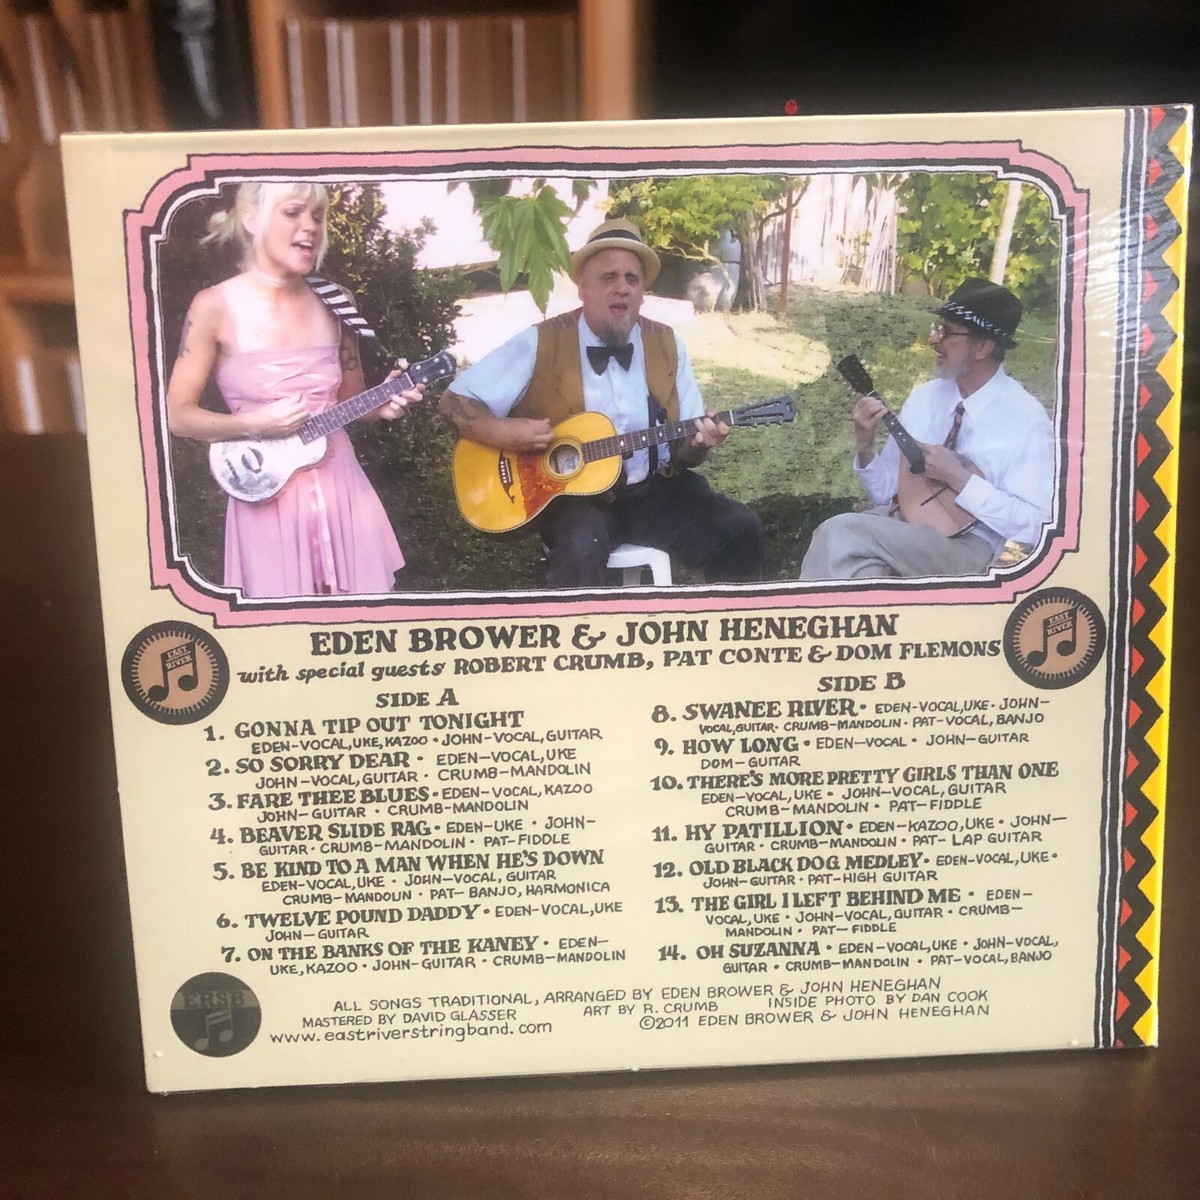 EDEN BROWER & JOHN HENEGHAN
with special guests ROBERT CRUMB, PAT CONTE & DOM FLEMONS
EAST
RIVER
EAST
RIVER
SIDE A
1. GONNA TIP OUT TONIGHT
EDEN-VOCAL, UKE, KAZOO • JOHN-VOCAL, GUITAR
2. SO SORRY DEAR • EDEN-VOCAL, UKE
JOHN-VOCAL, GUITAR • CRUMB-MANDOLIN
3. FARE THEE BLUES • EDEN-VOCAL, KAZOO
JOHN-GUITAR • CRUMB-MANDOLIN
4. BEAVER SLIDE RAG • EDEN-UKE • JOHN-
GUITAR • CRUMB-MANDOLIN • PAT-FIDDLE
5. BE KIND TO A MAN WHEN HE'S DOWN
EDEN-VOCAL, UKE • JOHN-VOCAL, GUITAR
CRUMB-MANDOLIN • PAT-BANJO, HARMONICA
6. TWELVE POUND DADDY • EDEN-VOCAL, UKE
JOHN-GUITAR
7. ON THE BANKS OF THE KANEY • EDEN-
UKE, KAZOO • JOHN-GUITAR • CRUMB-MANDOLIN
SIDE B
8. SWANEE RIVER • EDEN-VOCAL, UKE • JOHN-
VOCAL, GUITAR • CRUMB-MANDOLIN • PAT-VOCAL, BANJO
9. HOW LONG • EDEN-VOCAL • JOHN-GUITAR
DOM-GUITAR
10. THERE'S MORE PRETTY GIRLS THAN ONE
EDEN-VOCAL, UKE • JOHN-VOCAL, GUITAR
CRUMB-MANDOLIN • PAT-FIDDLE
11. HY PATILLION • EDEN-KAZOO, UKE • JOHN-
GUITAR • CRUMB-MANDOLIN • PAT-LAP GUITAR
12. OLD BLACK DOG MEDLEY • EDEN-VOCAL, UKE •
JOHN-GUITAR • PAT-HIGH GUITAR
13. THE GIRL I LEFT BEHIND ME • EDEN-
VOCAL, UKE • JOHN-VOCAL, GUITAR • CRUMB-
MANDOLIN • PAT-FIDDLE
14. OH SUZANNA • EDEN-VOCAL, UKE • JOHN-VOCAL,
GUITAR • CRUMB-MANDOLIN • PAT-VOCAL, BANJO
ERSB
ALL SONGS TRADITIONAL, ARRANGED BY EDEN BROWER & JOHN HENEGHAN
MASTERED BY DAVID GLASSER ART BY R. CRUMB INSIDE PHOTO BY DAN COOK
www.eastriverstringband.com ©2011 EDEN BROWER & JOHN HENEGHAN